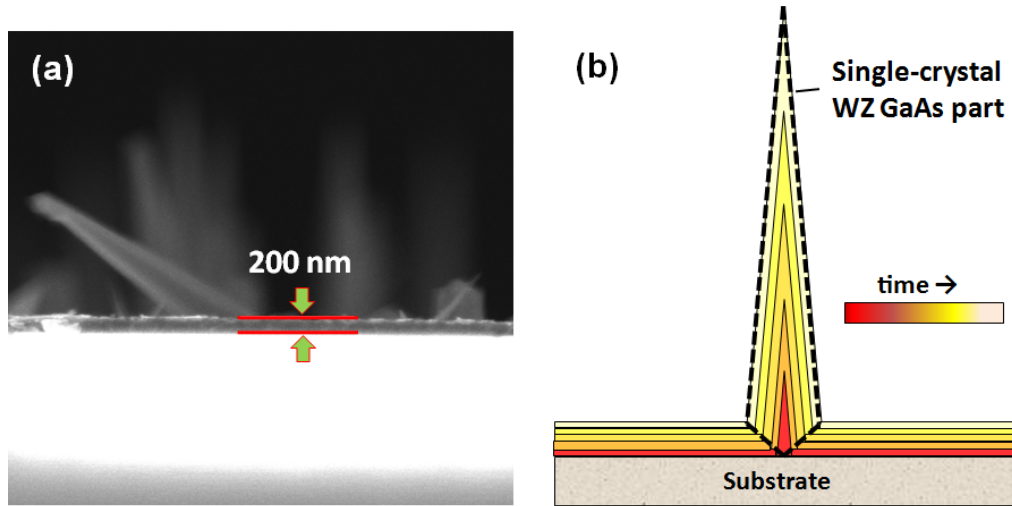 (a)
200 nm
(b)
Single-crystal
WZ GaAs part
time →
Substrate